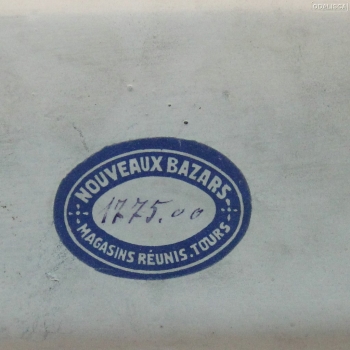 NOUVEAUX BAZARS
1775.00
MAGASINS RÉUNIS.TOURS